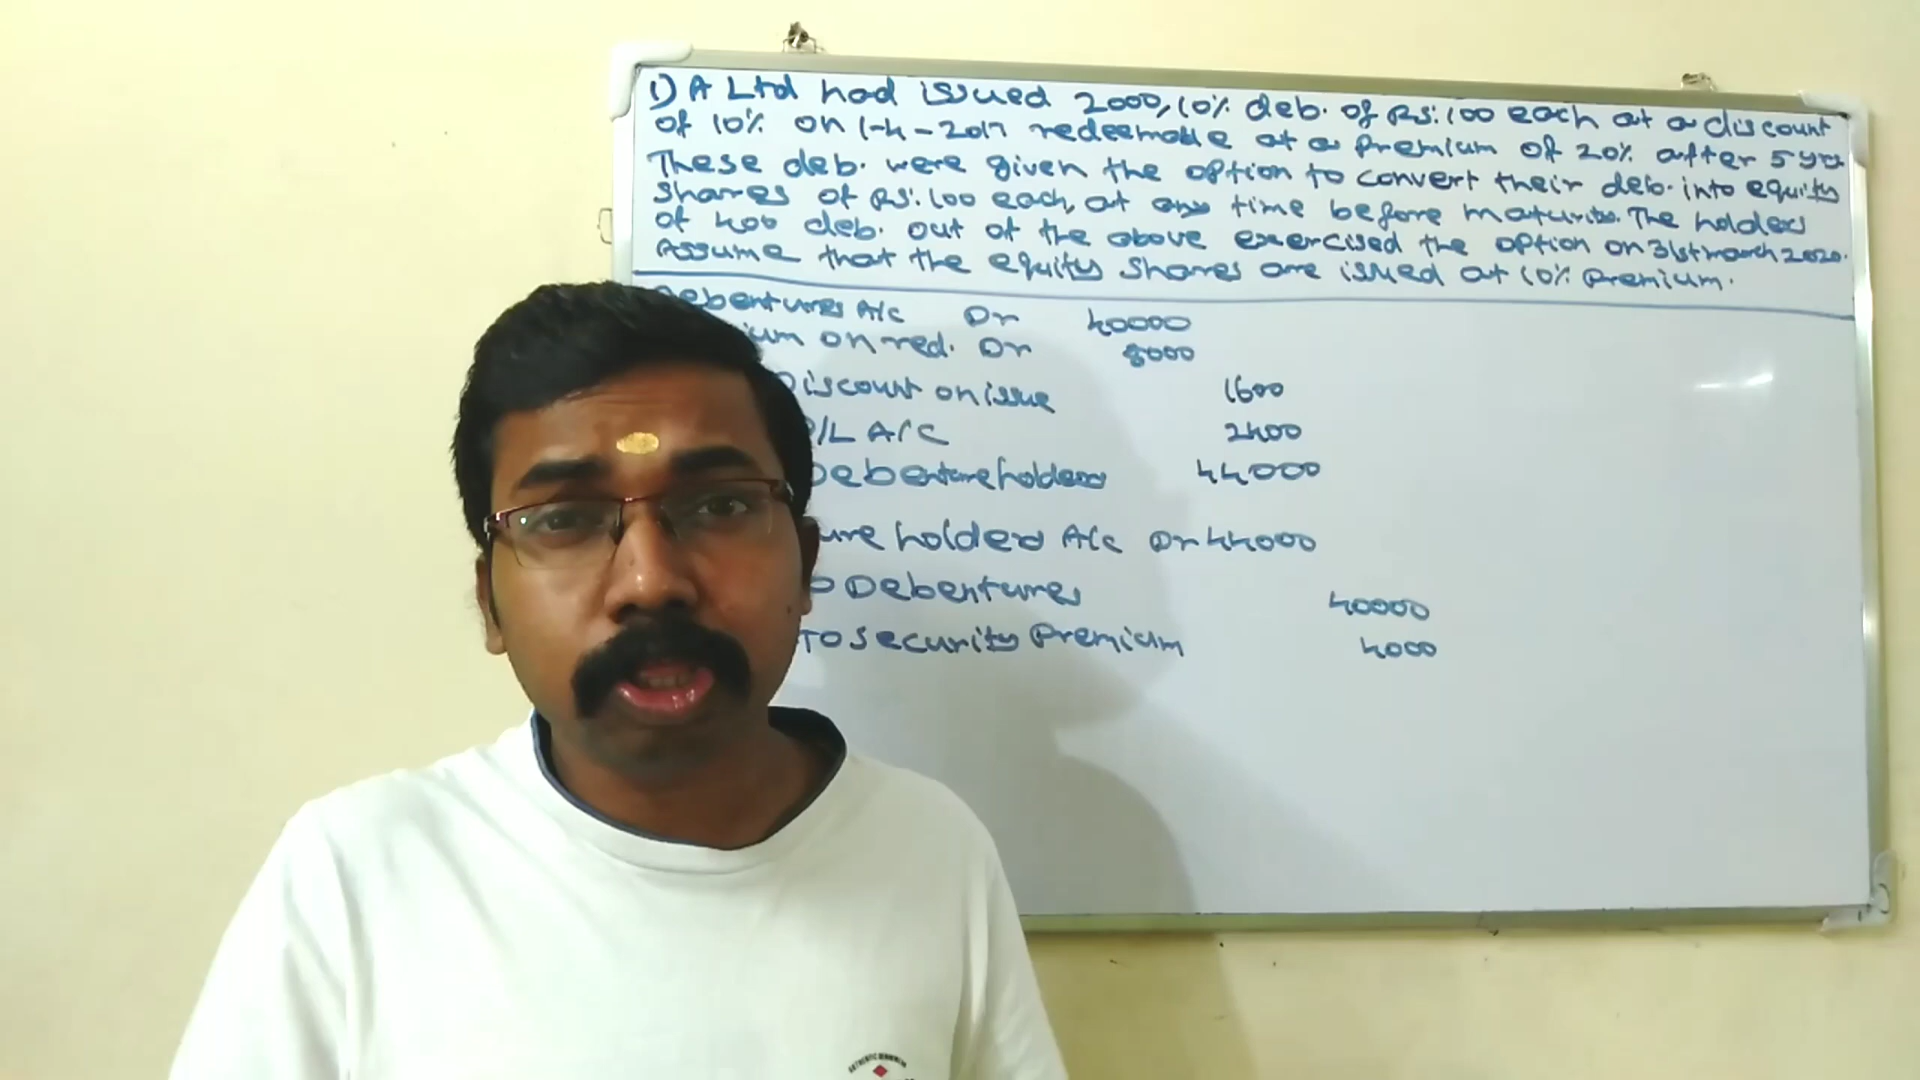 1) A Ltd had issued 2000, 10% deb. of Rs: 100 each at a discount
of 10% on 1-4-2017 redeemable at a premium of 20% after 5 yrs
These deb. were given the option to convert their deb. into equity
shares of Rs: 100 each, at any time before maturity. The holders
of 400 deb. out of the above exercised the option on 31st march 2020.
Assume that the equity shares are issued at 10% premium.
Debentures A/c Dr 40000
ium on red. Dr 8000
Discount on issue 1600
P/L A/C 2400
Debenture holders 44000
ure holders A/c Dr 44000
o Debentures 40000
To security Premium 4000